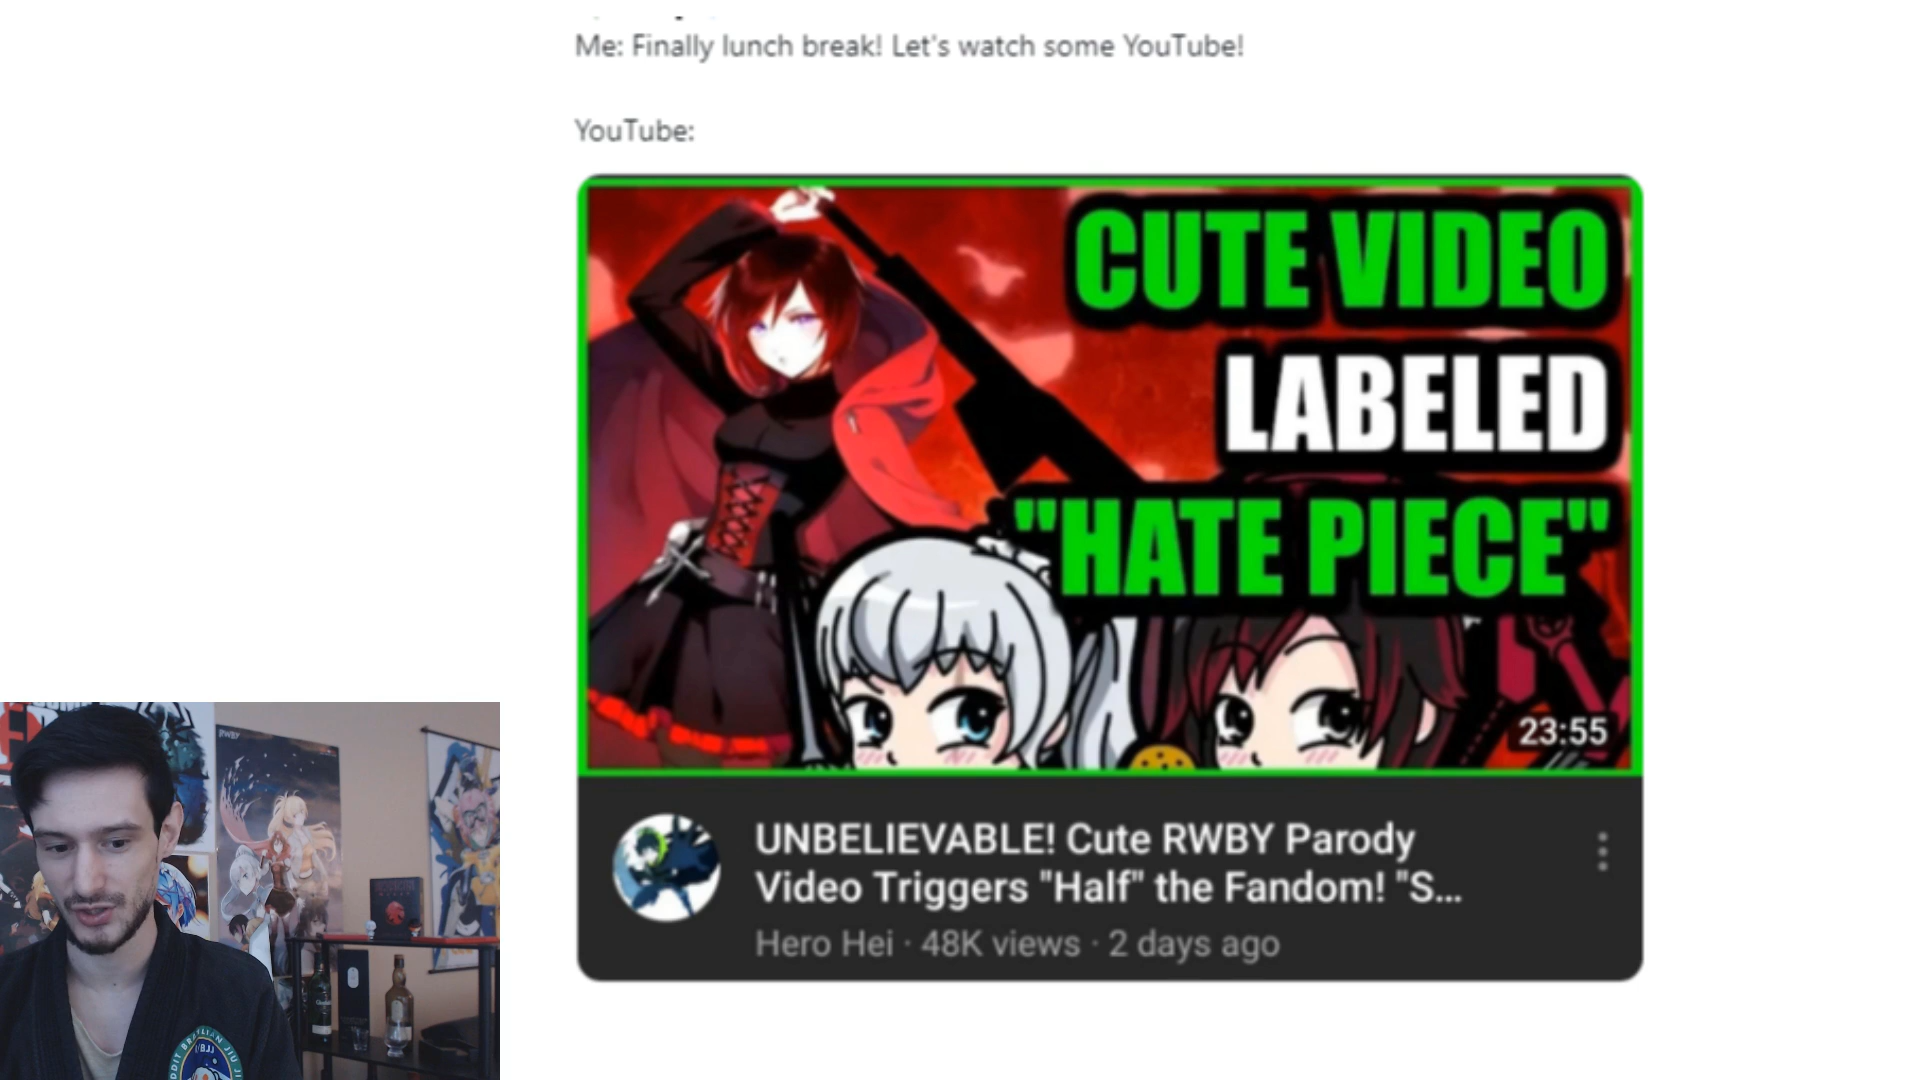 Me: Finally lunch break! Let's watch some YouTube!
YouTube:
CUTE VIDEO
LABELED
"HATE PIECE"
23:55
UNBELIEVABLE! Cute RWBY Parody
Video Triggers "Half" the Fandom! "S...
Hero Hei · 48K views · 2 days ago
RWBY